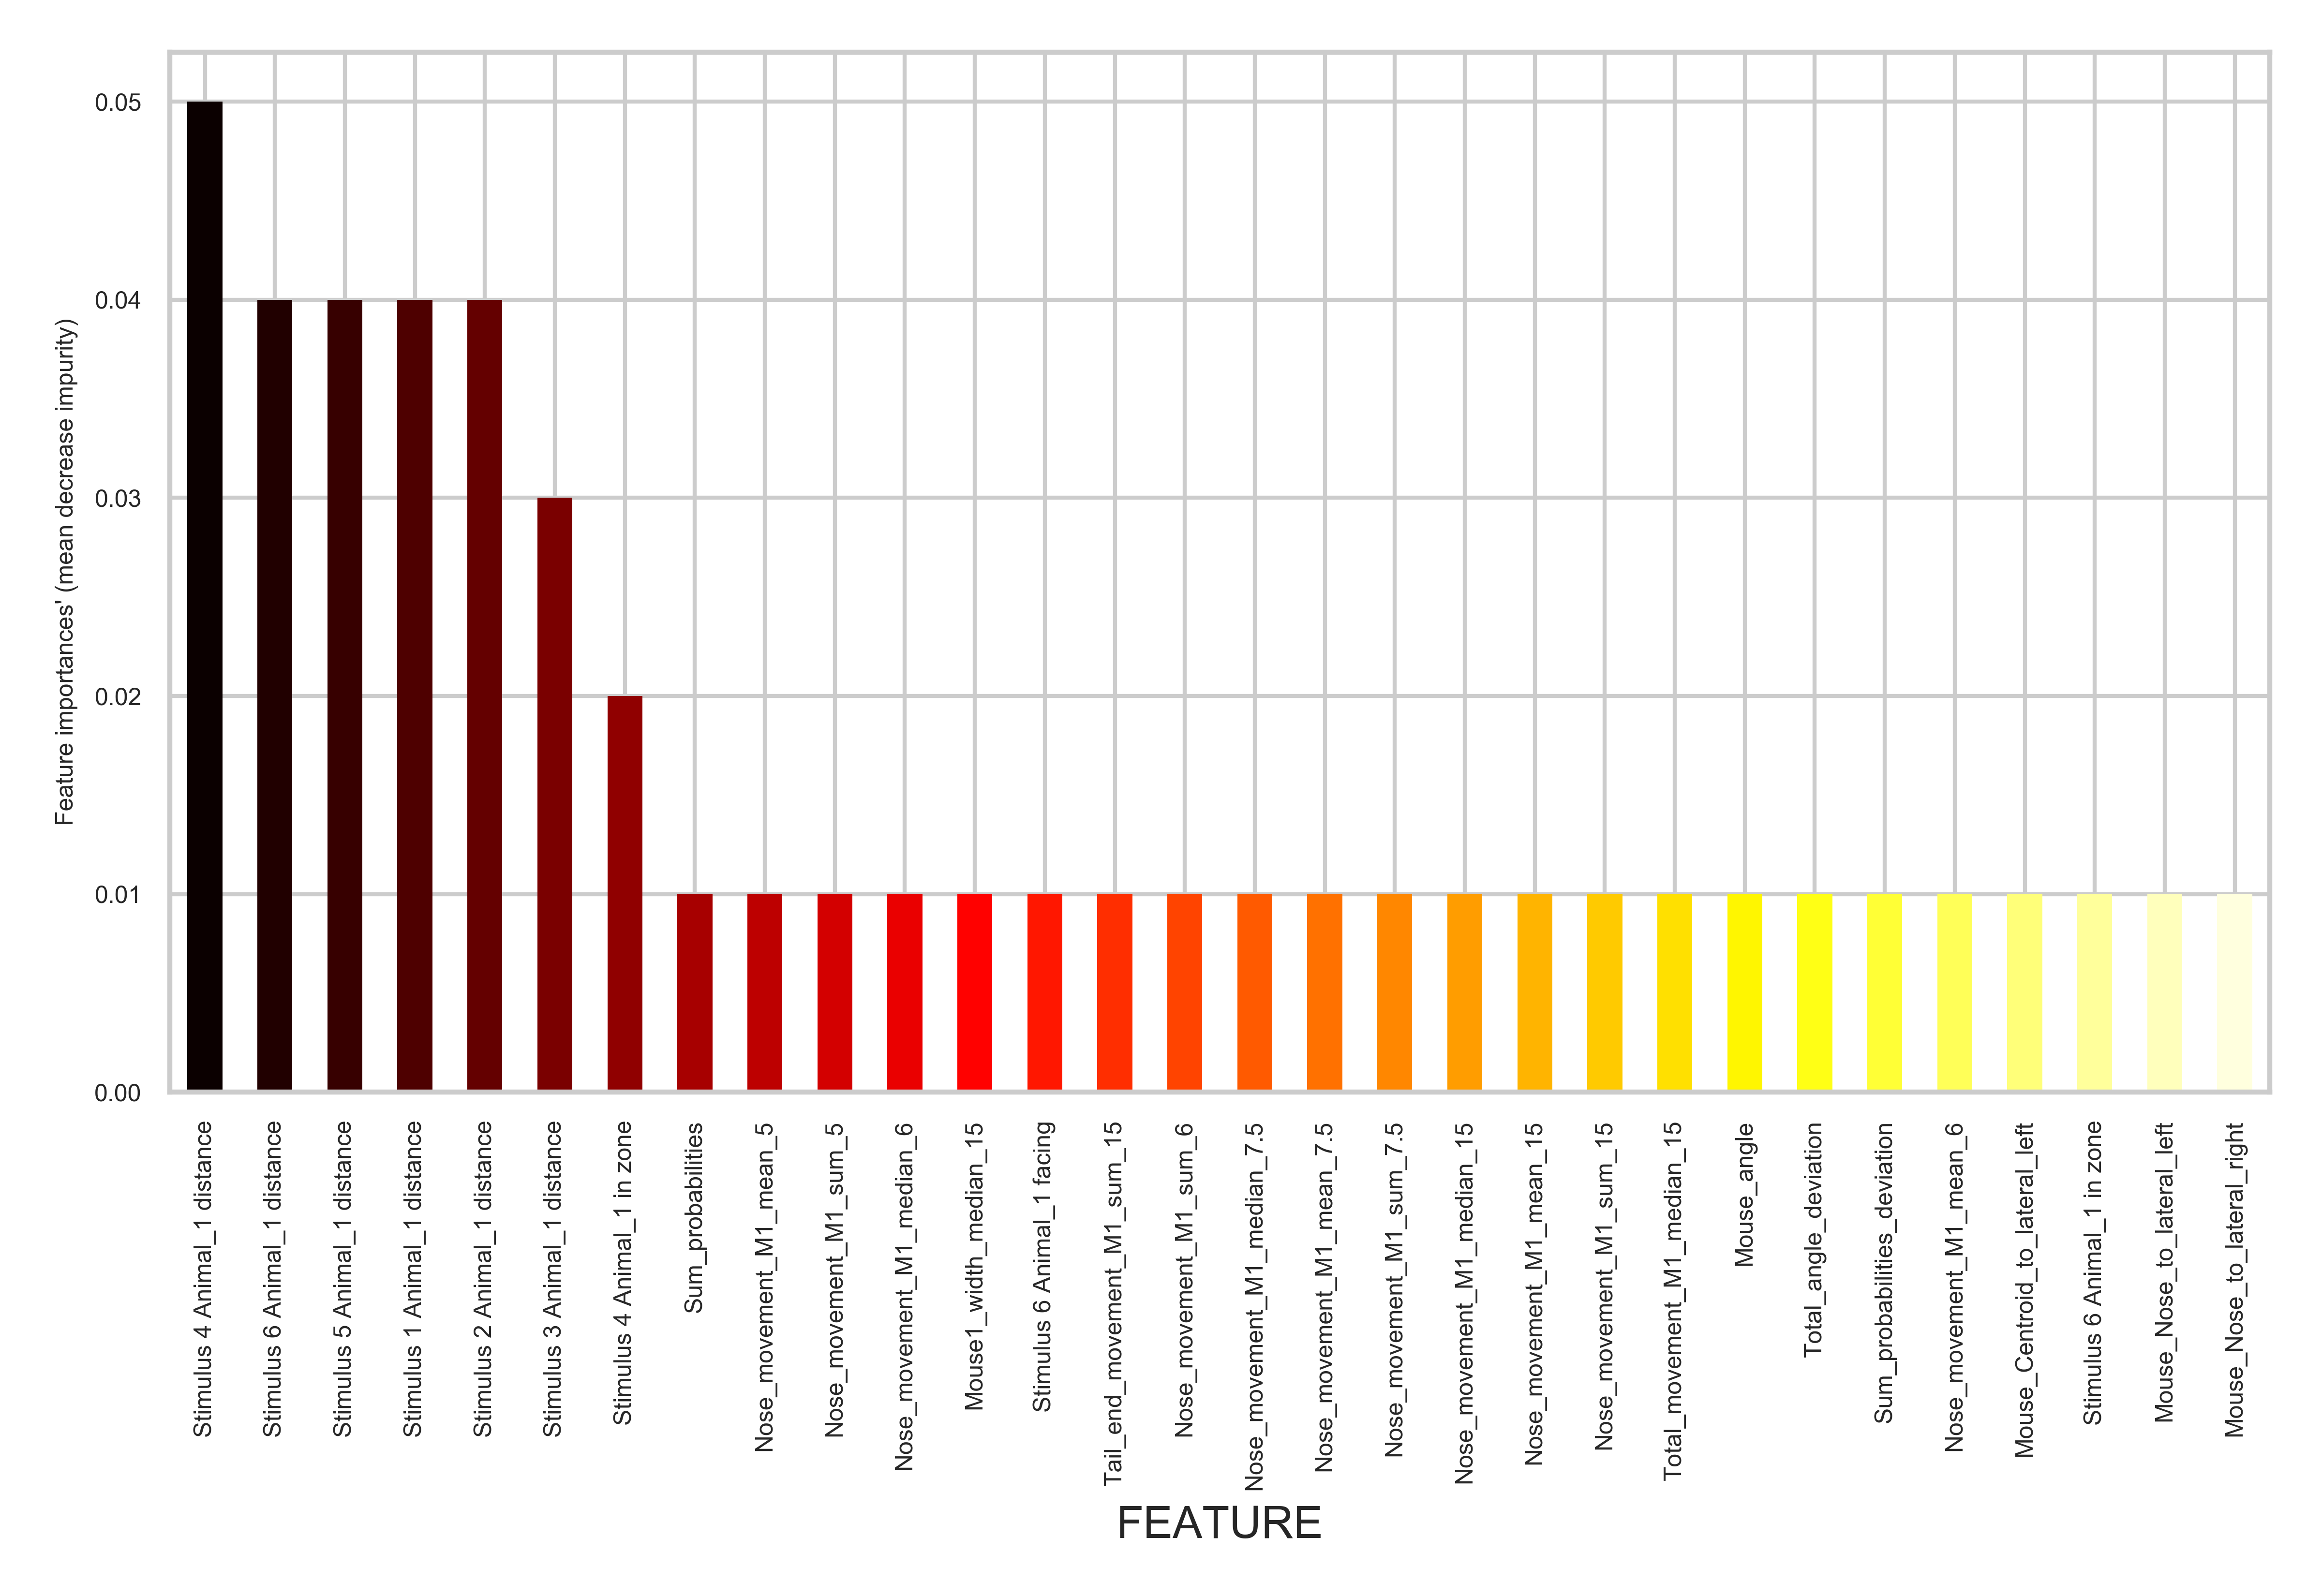 0.05
0.04
0.03
0.02
0.01
0.00
Feature importances' (mean decrease impurity)
Stimulus 4 Animal_1 distance
Stimulus 6 Animal_1 distance
Stimulus 5 Animal_1 distance
Stimulus 1 Animal_1 distance
Stimulus 2 Animal_1 distance
Stimulus 3 Animal_1 distance
Stimulus 4 Animal_1 in zone
Sum_probabilities
Nose_movement_M1_mean_5
Nose_movement_M1_sum_5
Nose_movement_M1_median_6
Mouse1_width_median_15
Stimulus 6 Animal_1 facing
Tail_end_movement_M1_sum_15
Nose_movement_M1_sum_6
Nose_movement_M1_median_7.5
Nose_movement_M1_mean_7.5
Nose_movement_M1_sum_7.5
Nose_movement_M1_median_15
Nose_movement_M1_mean_15
Nose_movement_M1_sum_15
Total_movement_M1_median_15
Mouse_angle
Total_angle_deviation
Sum_probabilities_deviation
Nose_movement_M1_mean_6
Mouse_Centroid_to_lateral_left
Stimulus 6 Animal_1 in zone
Mouse_Nose_to_lateral_left
Mouse_Nose_to_lateral_right
FEATURE